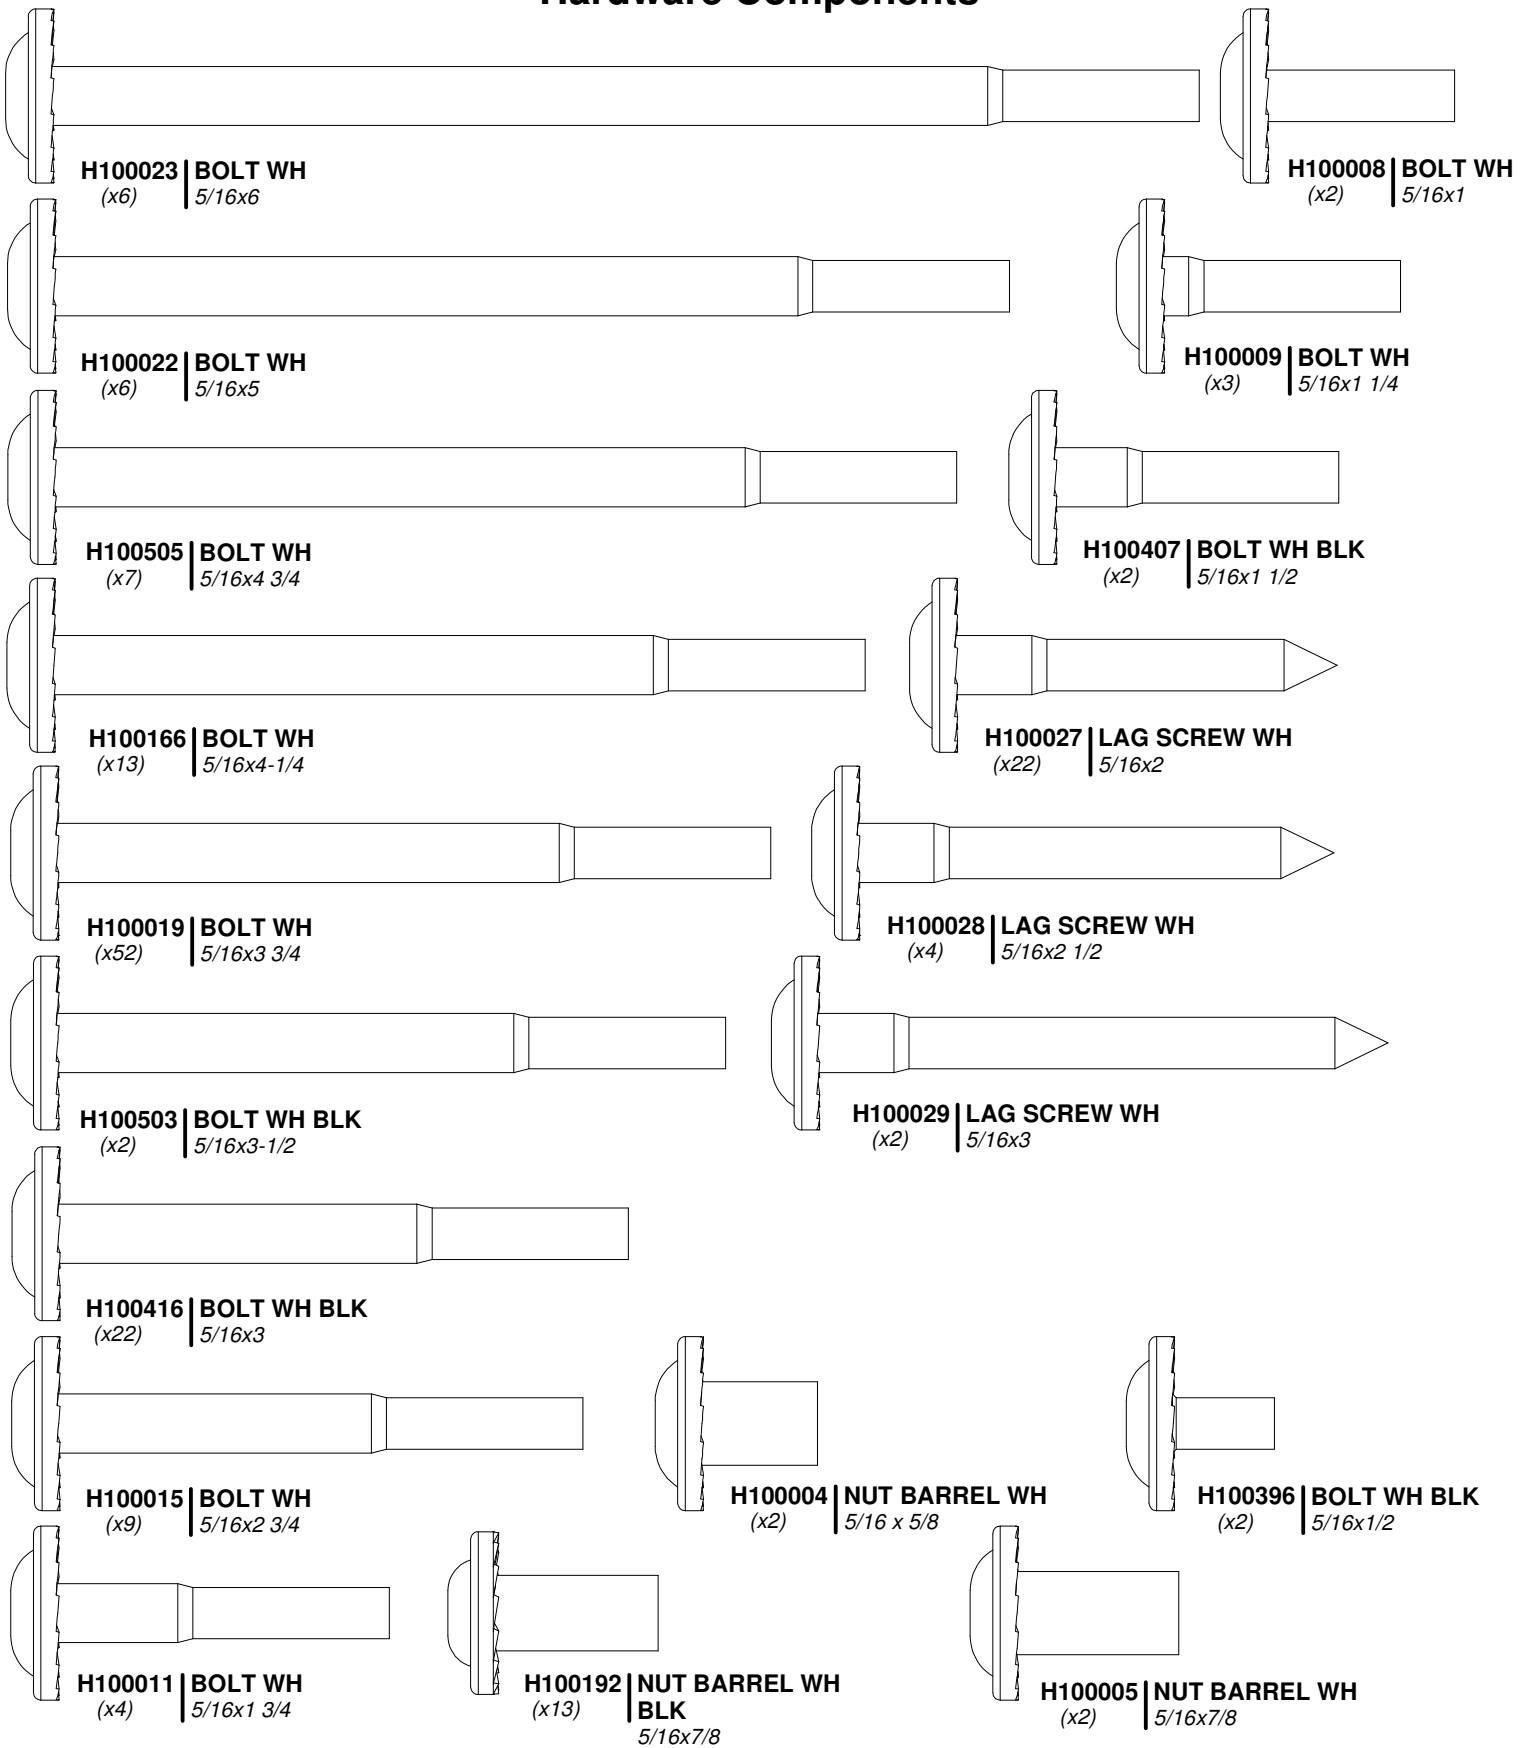 Hardware Components
H100023 BOLT WH
(x6) 5/16x6
H100008 BOLT WH
(x2) 5/16x1
H100022 BOLT WH
(x6) 5/16x5
H100009 BOLT WH
(x3) 5/16x1 1/4
H100505 BOLT WH
(x7) 5/16x4 3/4
H100407 BOLT WH BLK
(x2) 5/16x1 1/2
H100166 BOLT WH
(x13) 5/16x4-1/4
H100027 LAG SCREW WH
(x22) 5/16x2
H100019 BOLT WH
(x52) 5/16x3 3/4
H100028 LAG SCREW WH
(x4) 5/16x2 1/2
H100503 BOLT WH BLK
(x2) 5/16x3-1/2
H100029 LAG SCREW WH
(x2) 5/16x3
H100416 BOLT WH BLK
(x22) 5/16x3
H100015 BOLT WH
(x9) 5/16x2 3/4
H100004 NUT BARREL WH
(x2) 5/16 x 5/8
H100396 BOLT WH BLK
(x2) 5/16x1/2
H100011 BOLT WH
(x4) 5/16x1 3/4
H100192 NUT BARREL WH
(x13) BLK
5/16x7/8
H100005 NUT BARREL WH
(x2) 5/16x7/8